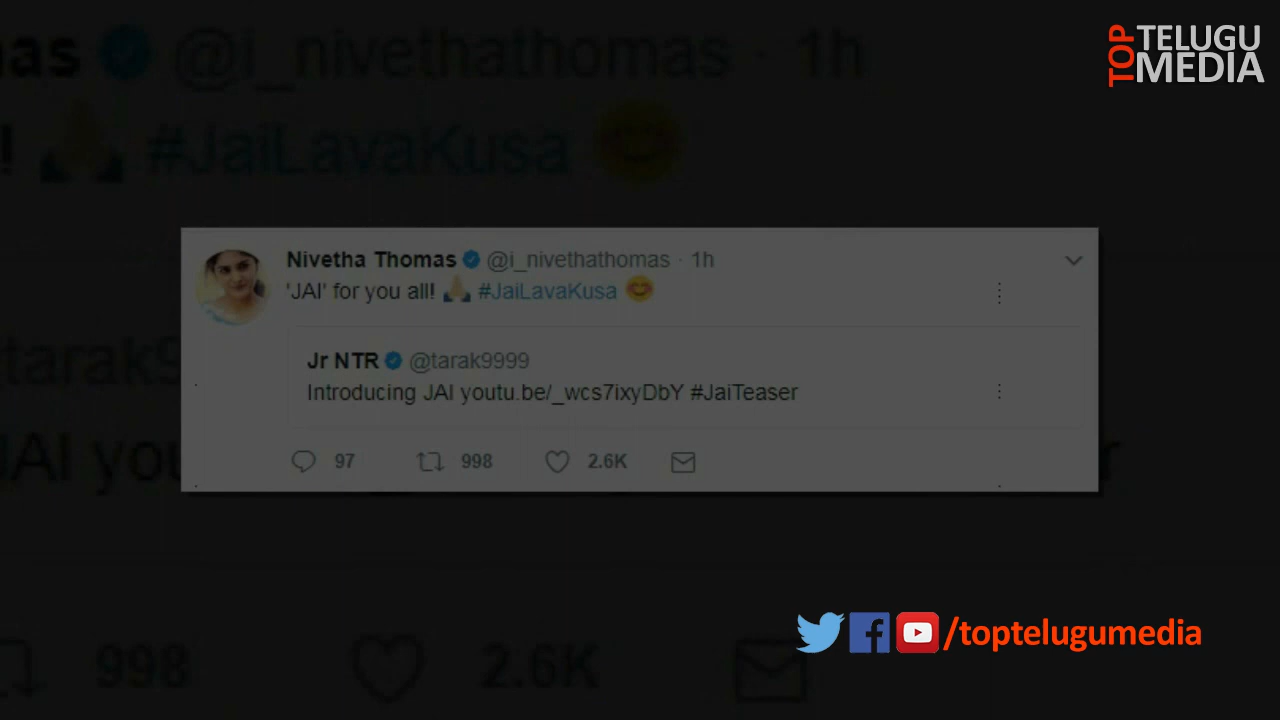 mas @i_nivethathomas · 1h
! #JaiLavaKusa
TOP TELUGU
MEDIA
Nivetha Thomas @i_nivethathomas · 1h
'JAI' for you all! #JaiLavaKusa
Jr NTR @tarak9999
Introducing JAI youtu.be/_wcs7ixyDbY #JaiTeaser
97 998 2.6K
tarak9
JAI you r
/toptelugumedia
998 2.6K